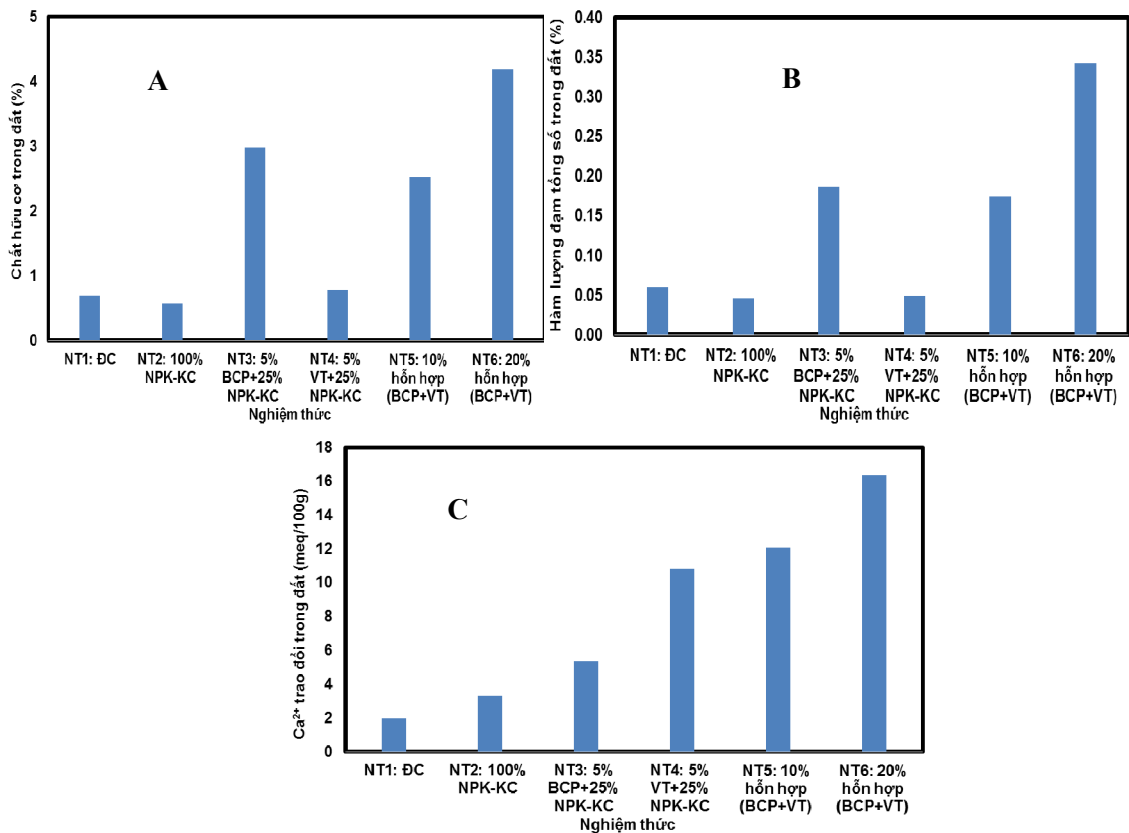 A
Chất hữu cơ trong đất (%)
5
4
3
2
1
0
NT1: ĐC
NT2: 100%
NPK-KC
NT3: 5%
BCP+25%
NPK-KC
NT4: 5%
VT+25%
NPK-KC
NT5: 10%
hỗn hợp
(BCP+VT)
NT6: 20%
hỗn hợp
(BCP+VT)
Nghiệm thức
B
Hàm lượng đạm tổng số trong đất (%)
0.40
0.35
0.30
0.25
0.20
0.15
0.10
0.05
0.00
NT1: ĐC
NT2: 100%
NPK-KC
NT3: 5%
BCP+25%
NPK-KC
NT4: 5%
VT+25%
NPK-KC
NT5: 10%
hỗn hợp
(BCP+VT)
NT6: 20%
hỗn hợp
(BCP+VT)
Nghiệm thức
C
Ca²⁺ trao đổi trong đất (meq/100g)
18
16
14
12
10
8
6
4
2
0
NT1: ĐC
NT2: 100%
NPK-KC
NT3: 5%
BCP+25%
NPK-KC
NT4: 5%
VT+25%
NPK-KC
NT5: 10%
hỗn hợp
(BCP+VT)
NT6: 20%
hỗn hợp
(BCP+VT)
Nghiệm thức